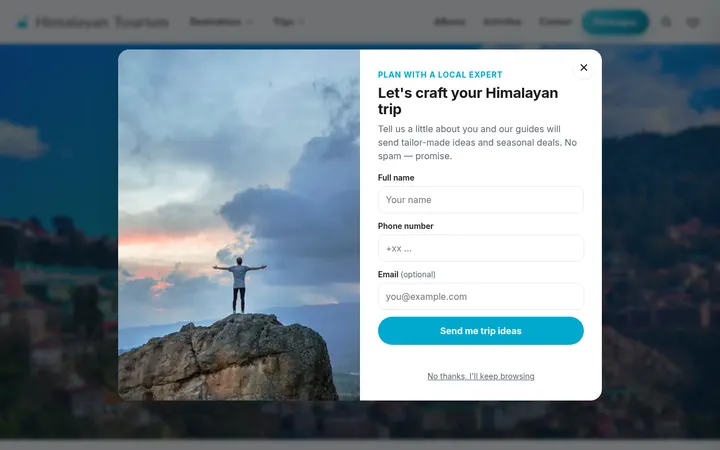 Himalayan Tourism
Destinations
Trips
Albums
Activities
Contact
Packages
PLAN WITH A LOCAL EXPERT
Let's craft your Himalayan
trip
Tell us a little about you and our guides will
send tailor-made ideas and seasonal deals. No
spam — promise.
Full name
Your name
Phone number
+xx ...
Email (optional)
you@example.com
Send me trip ideas
No thanks, I'll keep browsing